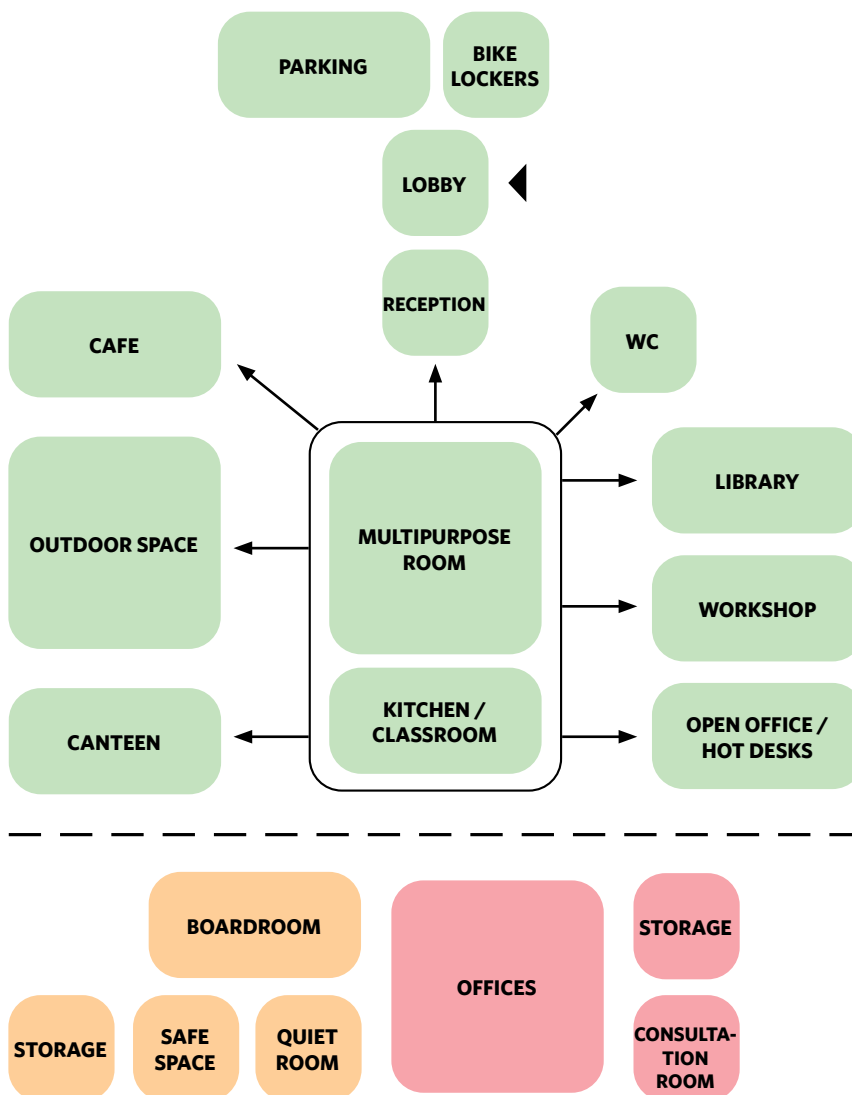 PARKING
BIKE
LOCKERS
LOBBY
RECEPTION
CAFE
WC
OUTDOOR SPACE
MULTIPURPOSE
ROOM
LIBRARY
WORKSHOP
CANTEEN
KITCHEN /
CLASSROOM
OPEN OFFICE /
HOT DESKS
BOARDROOM
OFFICES
STORAGE
STORAGE
SAFE
SPACE
QUIET
ROOM
CONSULTA-
TION
ROOM